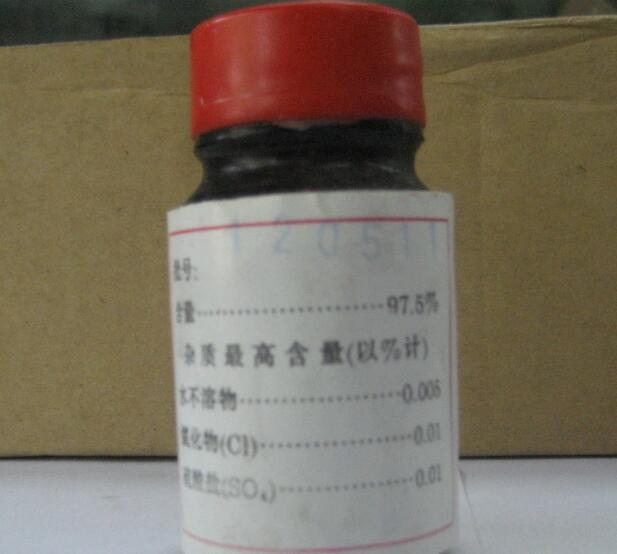 120511
批号:
含量 97.5%
杂质最高含量(以%计)
水不溶物 0.005
氯化物(Cl) 0.01
硫酸盐(SO₄) 0.01